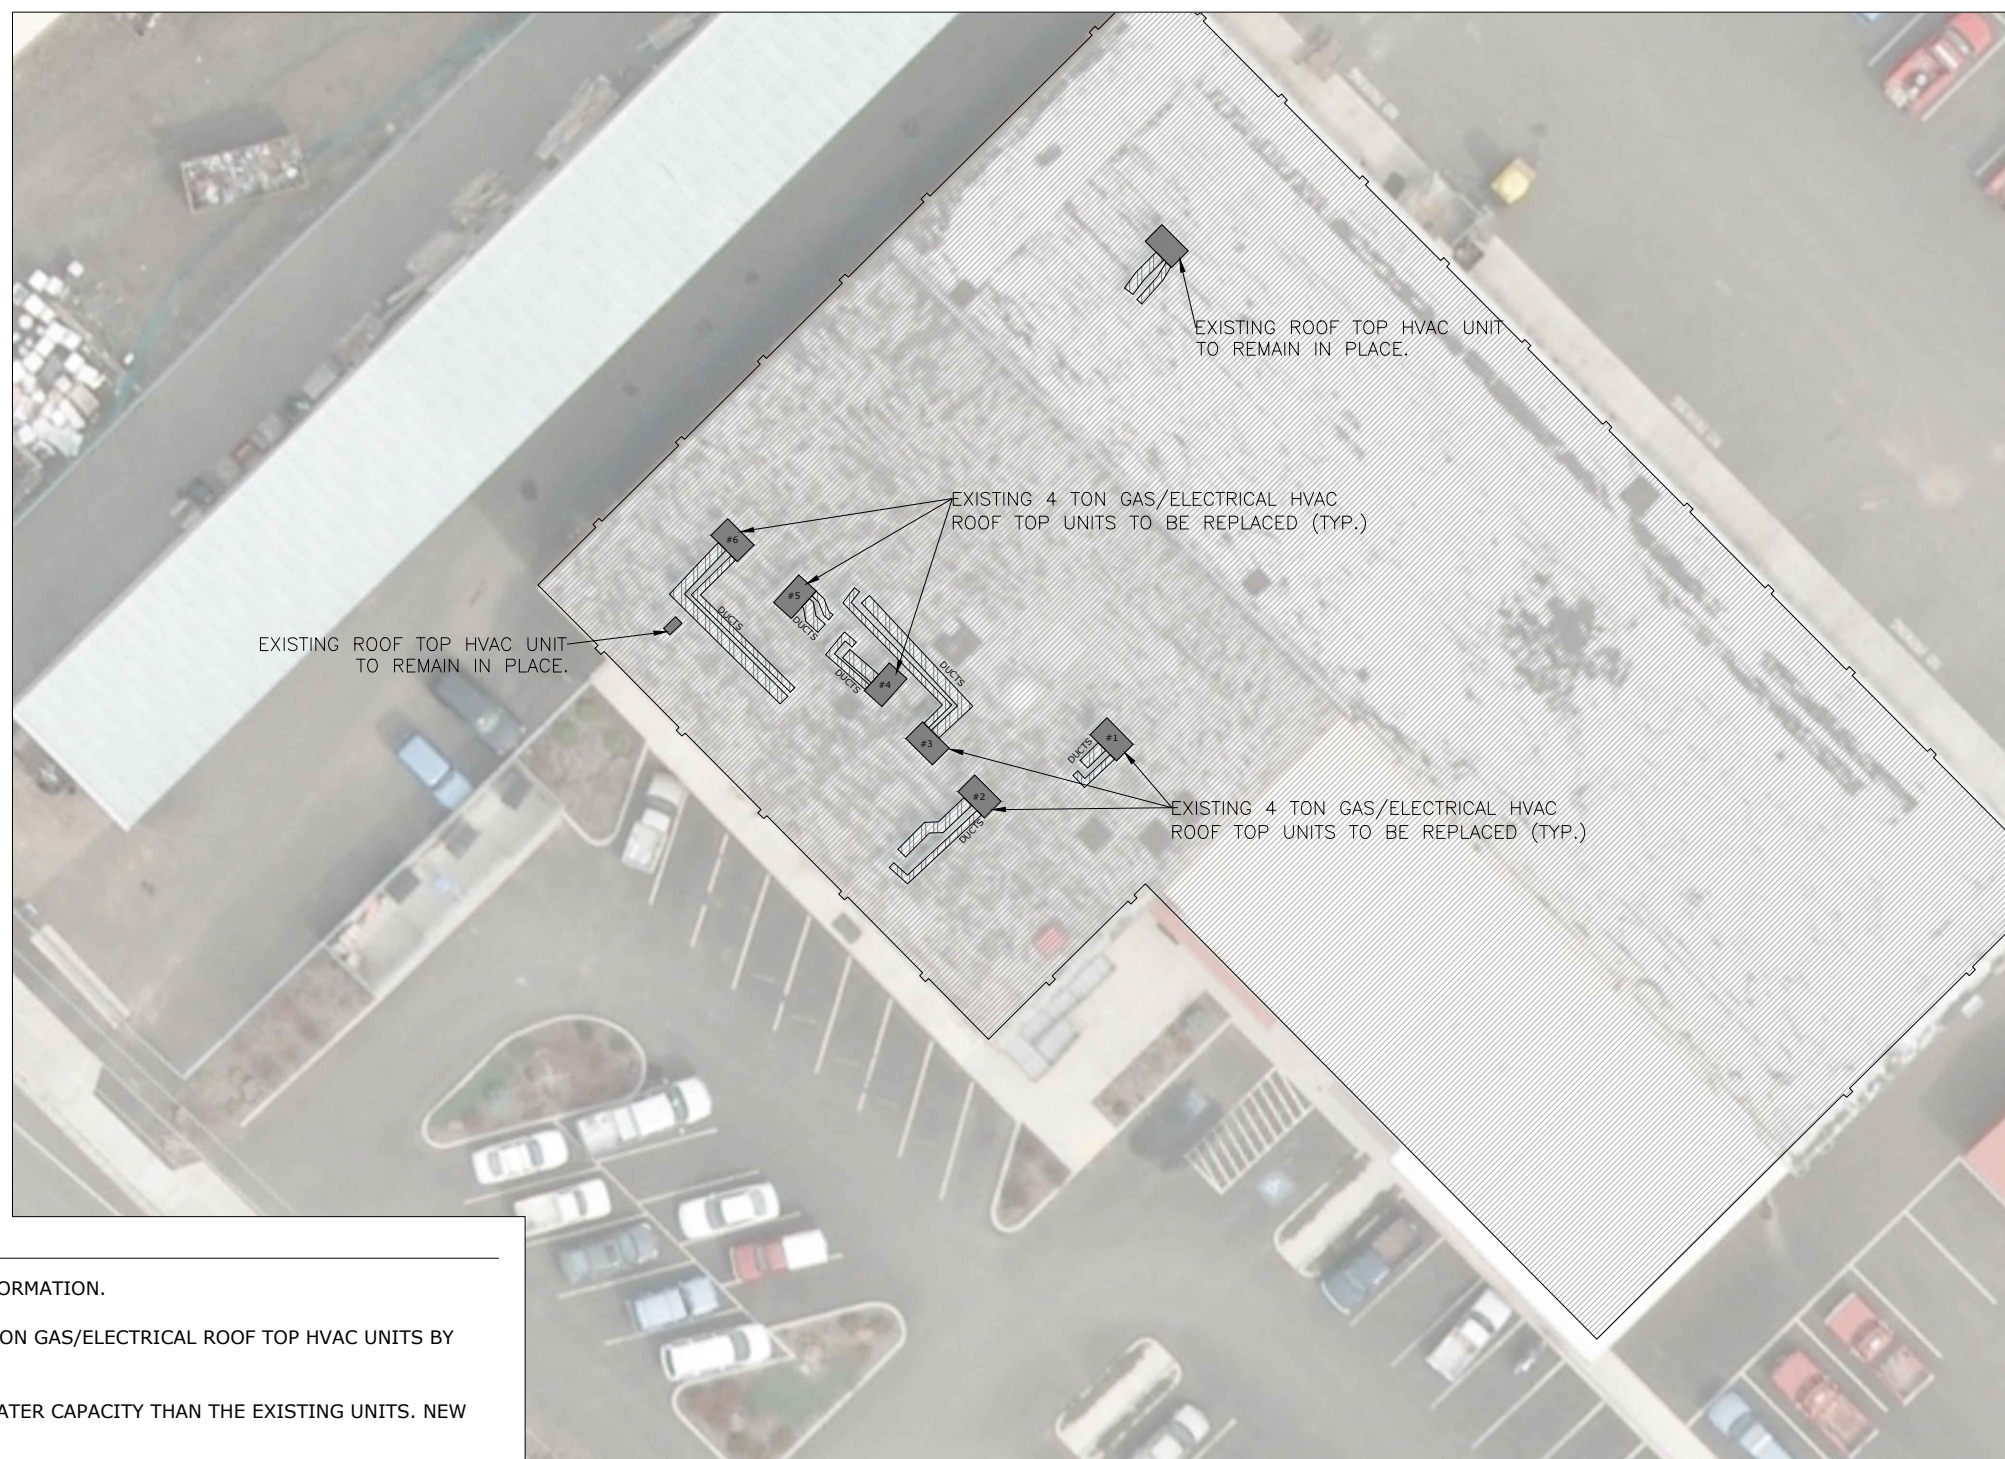 EXISTING ROOF TOP HVAC UNIT
TO REMAIN IN PLACE.
EXISTING 4 TON GAS/ELECTRICAL HVAC
ROOF TOP UNITS TO BE REPLACED (TYP.)
#6
#5
DUCTS
DUCTS
EXISTING ROOF TOP HVAC UNIT
TO REMAIN IN PLACE.
DUCTS
#4
DUCTS
#3
#1
DUCTS
#2
DUCTS
EXISTING 4 TON GAS/ELECTRICAL HVAC
ROOF TOP UNITS TO BE REPLACED (TYP.)
ORMATION.
ON GAS/ELECTRICAL ROOF TOP HVAC UNITS BY
ATER CAPACITY THAN THE EXISTING UNITS. NEW